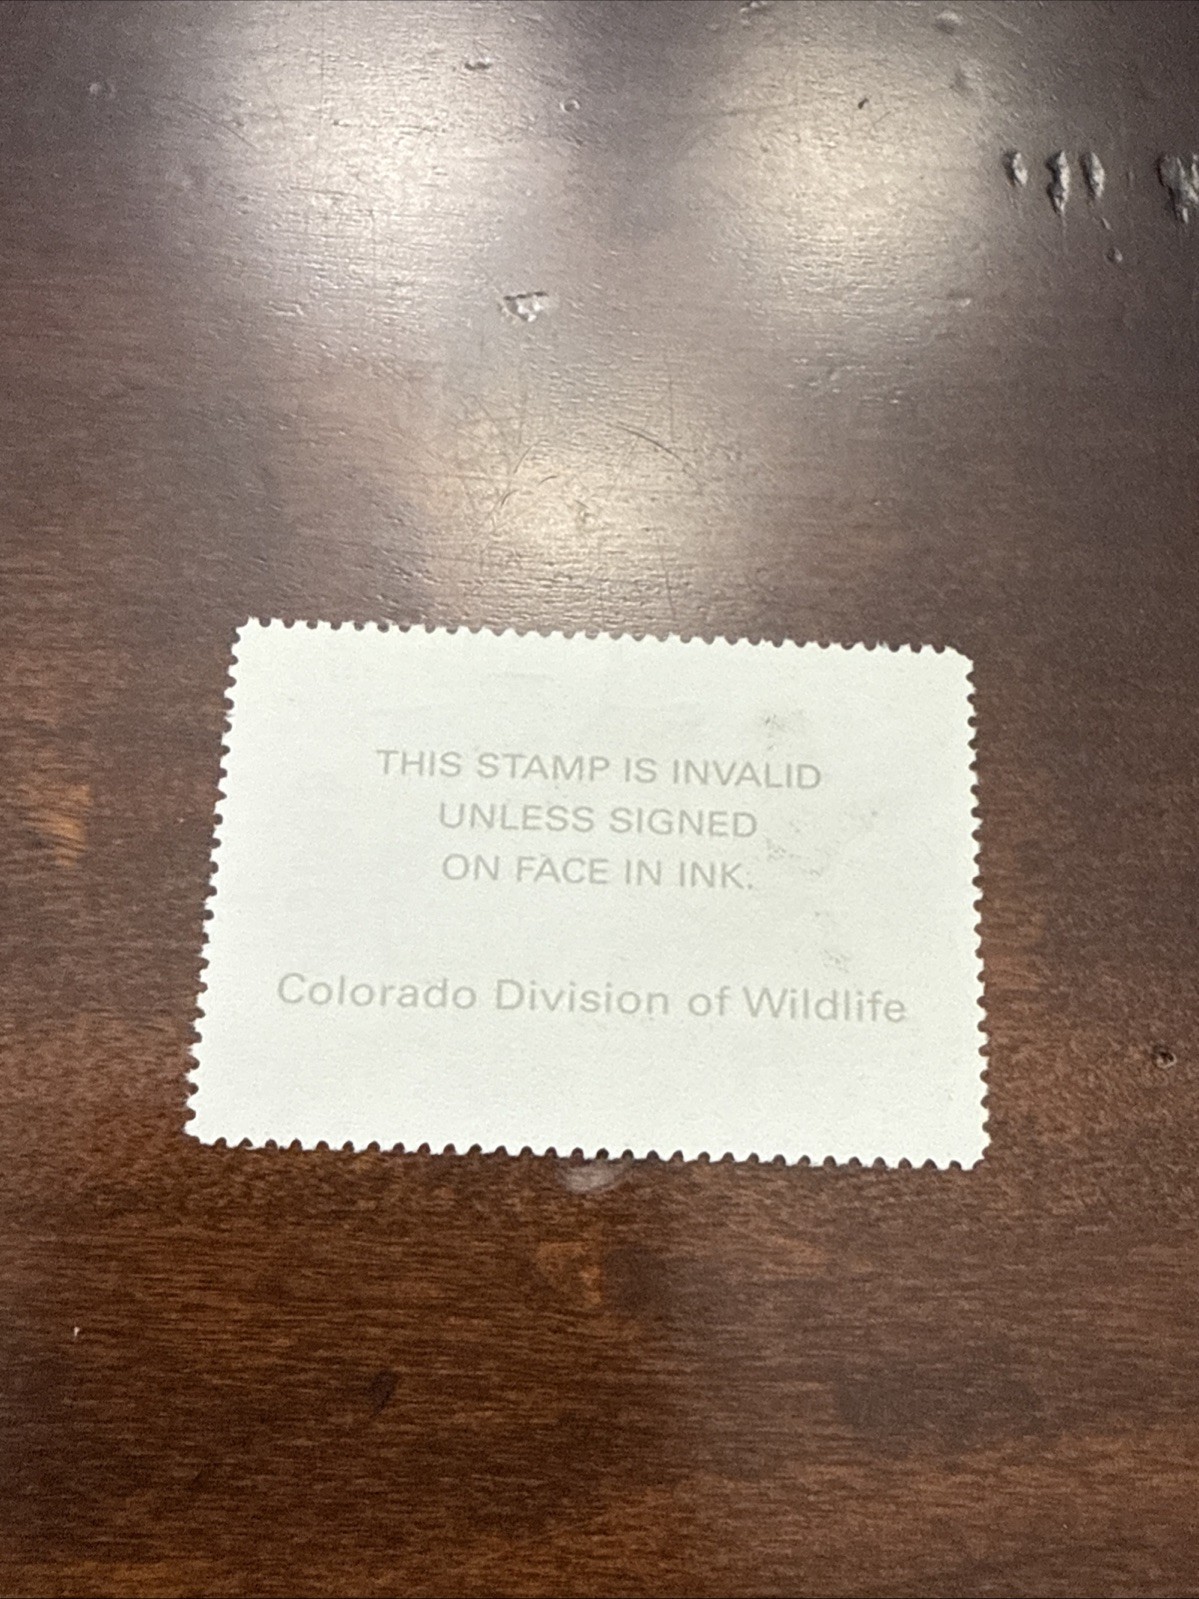 THIS STAMP IS INVALID
UNLESS SIGNED
ON FACE IN INK.
Colorado Division of Wildlife